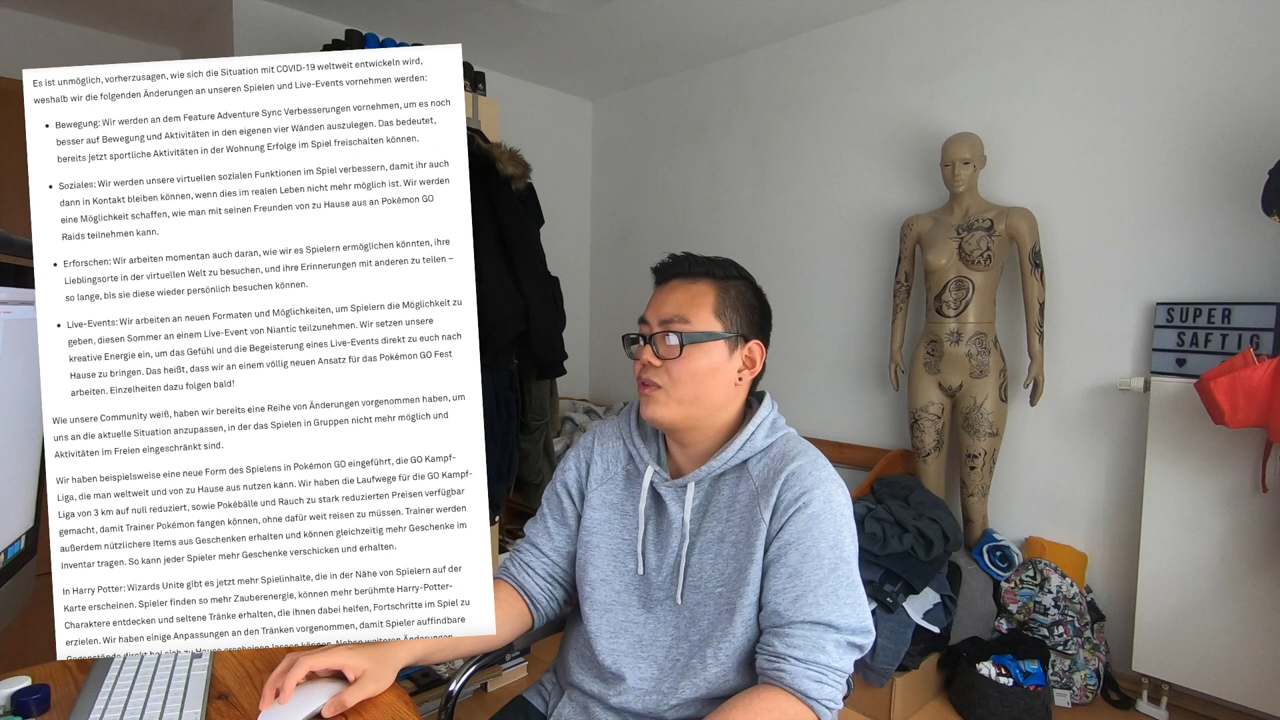 Es ist unmöglich, vorherzusagen, wie sich die Situation mit COVID-19 weltweit entwickeln wird,
weshalb wir die folgenden Änderungen an unseren Spielen und Live-Events vornehmen werden:
• Bewegung: Wir werden an dem Feature Adventure Sync Verbesserungen vornehmen, um es noch
besser auf Bewegung und Aktivitäten in den eigenen vier Wänden auszulegen. Das bedeutet,
bereits jetzt sportliche Aktivitäten in der Wohnung Erfolge im Spiel freischalten können.
• Soziales: Wir werden unsere virtuellen sozialen Funktionen im Spiel verbessern, damit ihr auch
dann in Kontakt bleiben können, wenn dies im realen Leben nicht mehr möglich ist. Wir werden
eine Möglichkeit schaffen, wie man mit seinen Freunden von zu Hause aus an Pokémon GO
Raids teilnehmen kann.
• Erforschen: Wir arbeiten momentan auch daran, wie wir es Spielern ermöglichen könnten, ihre
Lieblingsorte in der virtuellen Welt zu besuchen, und ihre Erinnerungen mit anderen zu teilen –
so lange, bis sie diese wieder persönlich besuchen können.
• Live-Events: Wir arbeiten an neuen Formaten und Möglichkeiten, um Spielern die Möglichkeit zu
geben, diesen Sommer an einem Live-Event von Niantic teilzunehmen. Wir setzen unsere
kreative Energie ein, um das Gefühl und die Begeisterung eines Live-Events direkt zu euch nach
Hause zu bringen. Das heißt, dass wir an einem völlig neuen Ansatz für das Pokémon GO Fest
arbeiten. Einzelheiten dazu folgen bald!
Wie unsere Community weiß, haben wir bereits eine Reihe von Änderungen vorgenommen haben, um
uns an die aktuelle Situation anzupassen, in der das Spielen in Gruppen nicht mehr möglich und
Aktivitäten im Freien eingeschränkt sind.
Wir haben beispielsweise eine neue Form des Spielens in Pokémon GO eingeführt, die GO Kampf-
Liga, die man weltweit und von zu Hause aus nutzen kann. Wir haben die Laufwege für die GO Kampf-
Liga von 3 km auf null reduziert, sowie Pokébälle und Rauch zu stark reduzierten Preisen verfügbar
gemacht, damit Trainer Pokémon fangen können, ohne dafür weit reisen zu müssen. Trainer werden
außerdem nützlichere Items aus Geschenken erhalten und können gleichzeitig mehr Geschenke im
Inventar tragen. So kann jeder Spieler mehr Geschenke verschicken und erhalten.
In Harry Potter: Wizards Unite gibt es jetzt mehr Spielinhalte, die in der Nähe von Spielern auf der
Karte erscheinen. Spieler finden so mehr Zauberenergie, können mehr berühmte Harry-Potter-
Charaktere entdecken und seltene Tränke erhalten, die ihnen dabei helfen, Fortschritte im Spiel zu
erzielen. Wir haben einige Anpassungen an den Tränken vorgenommen, damit Spieler auffindbare
Gegenstände direkt bei sich zu Hause erscheinen lassen können. Neben weiteren Änderungen
SUPER
SAFTIG